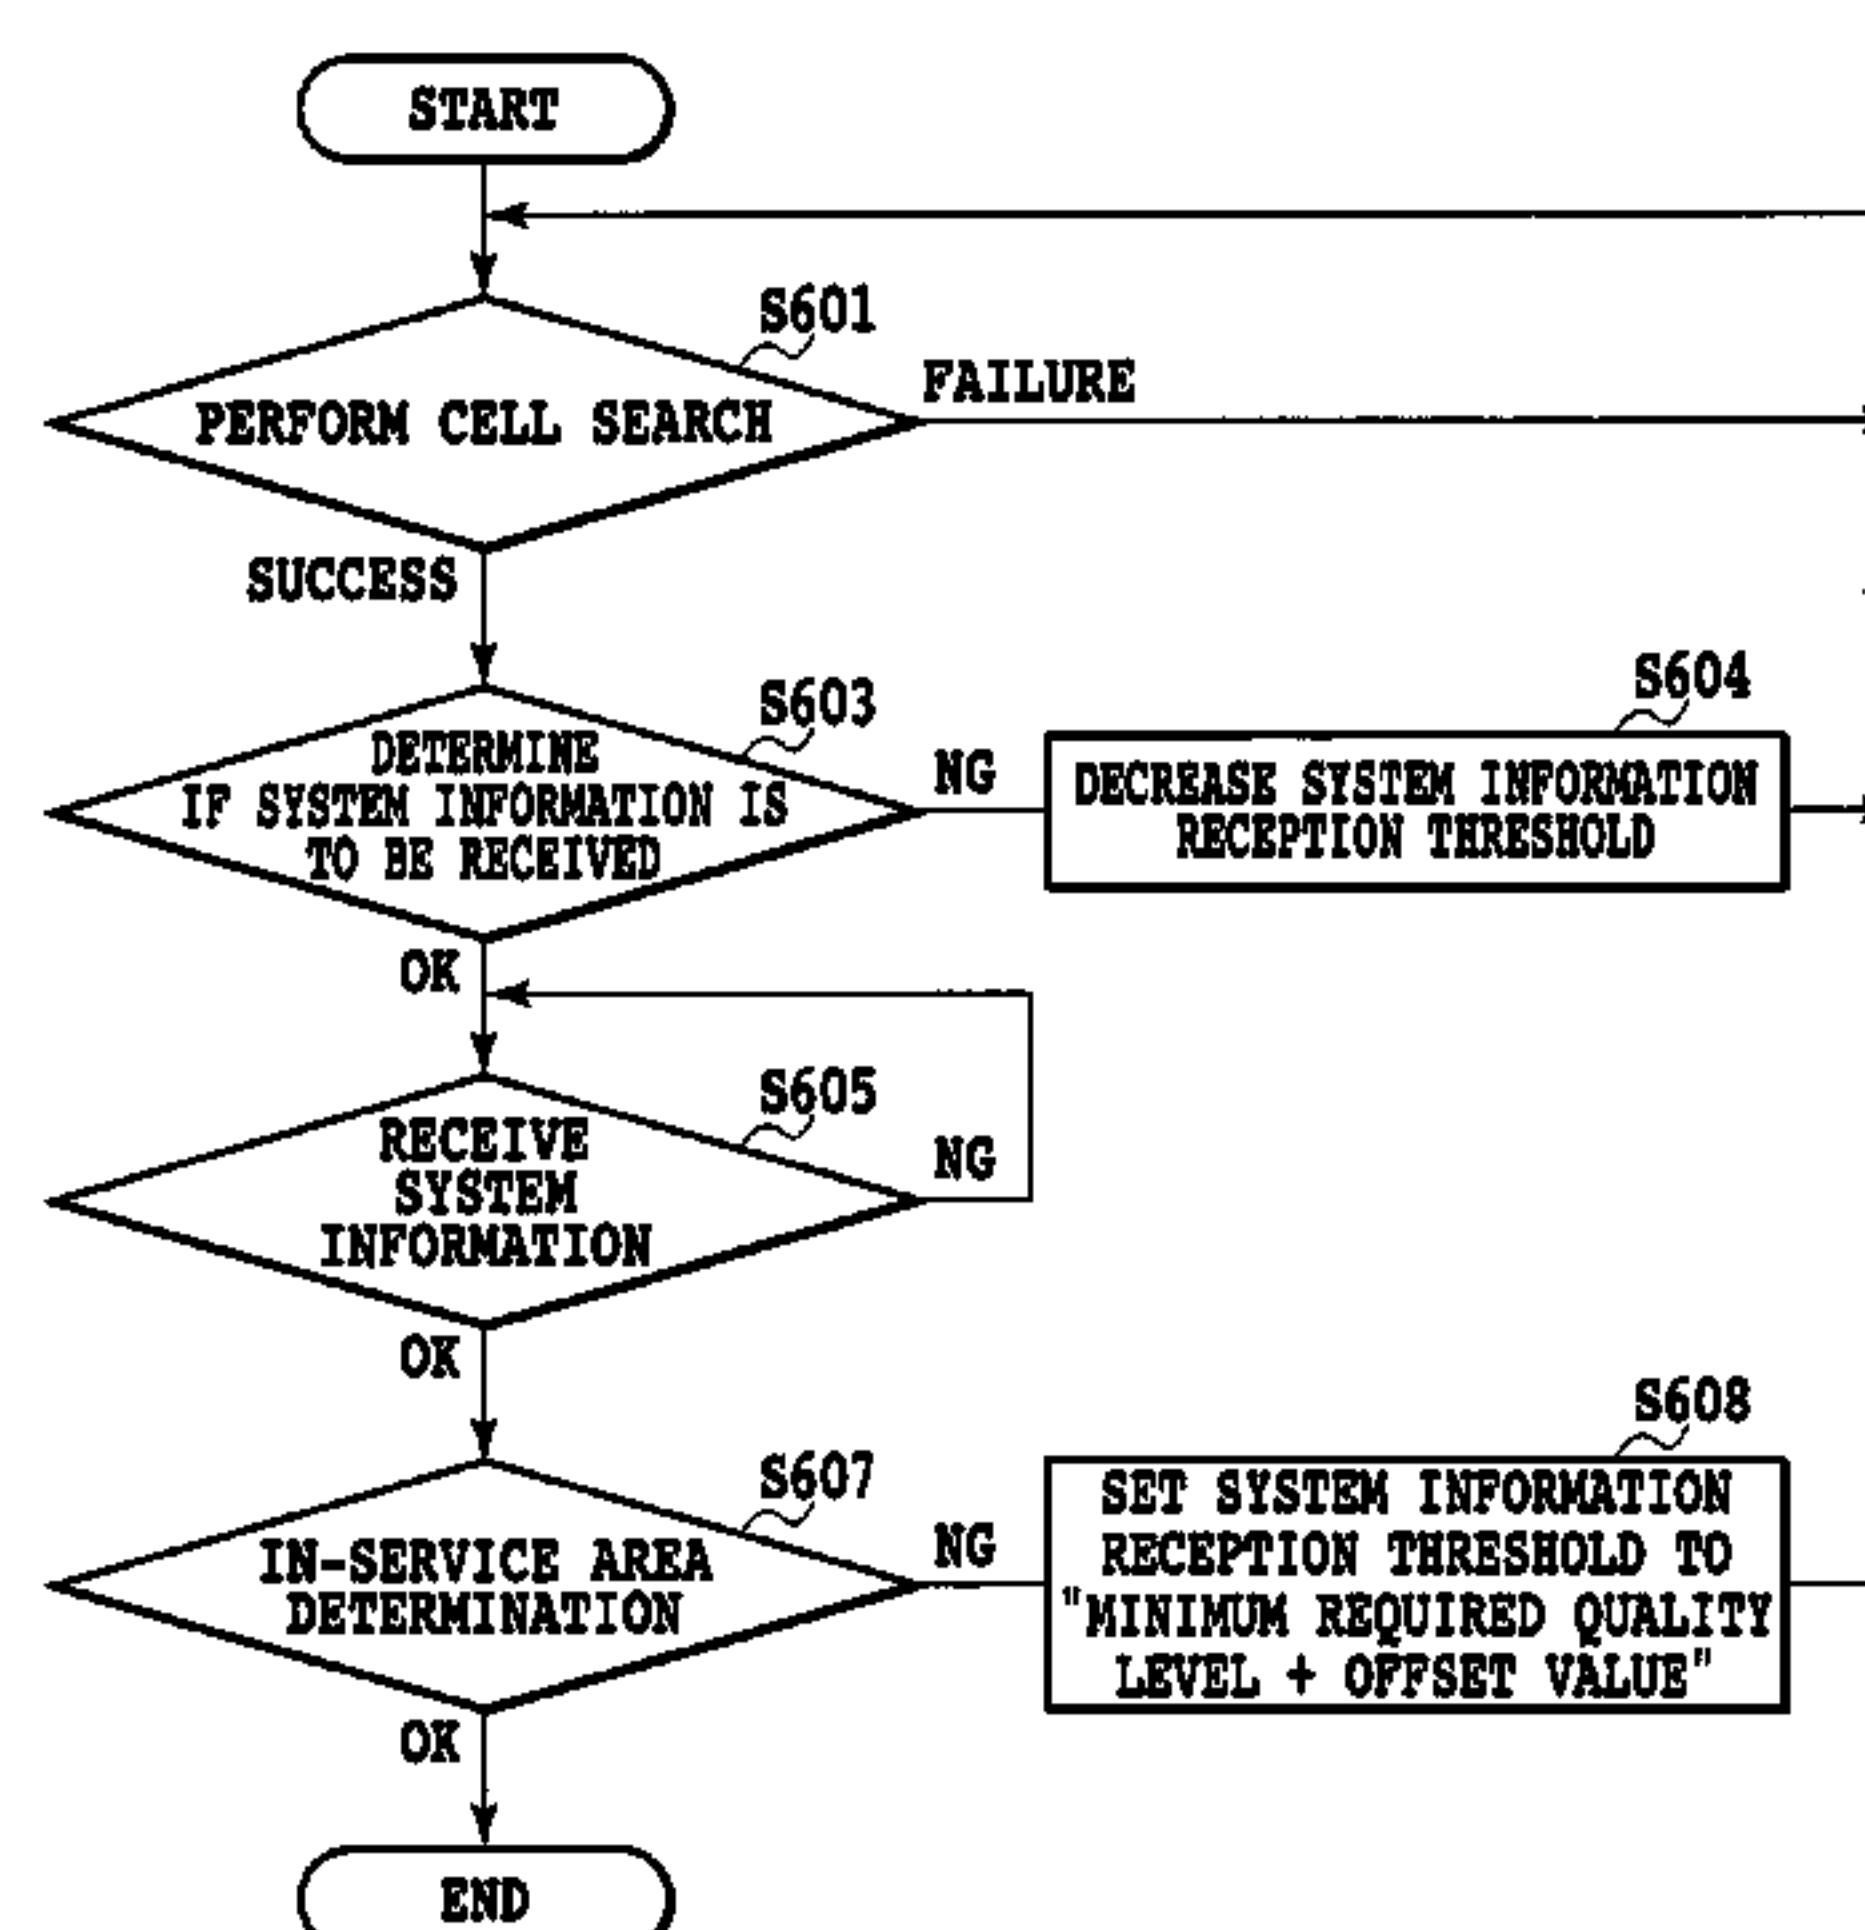 START
S601
FAILURE
PERFORM CELL SEARCH
SUCCESS
S603
S604
DETERMINE
IF SYSTEM INFORMATION IS
TO BE RECEIVED
NG
DECREASE SYSTEM INFORMATION
RECEPTION THRESHOLD
OK
S605
RECEIVE
SYSTEM
INFORMATION
NG
OK
S607
S608
IN-SERVICE AREA
DETERMINATION
NG
SET SYSTEM INFORMATION
RECEPTION THRESHOLD TO
"MINIMUM REQUIRED QUALITY
LEVEL + OFFSET VALUE"
OK
END